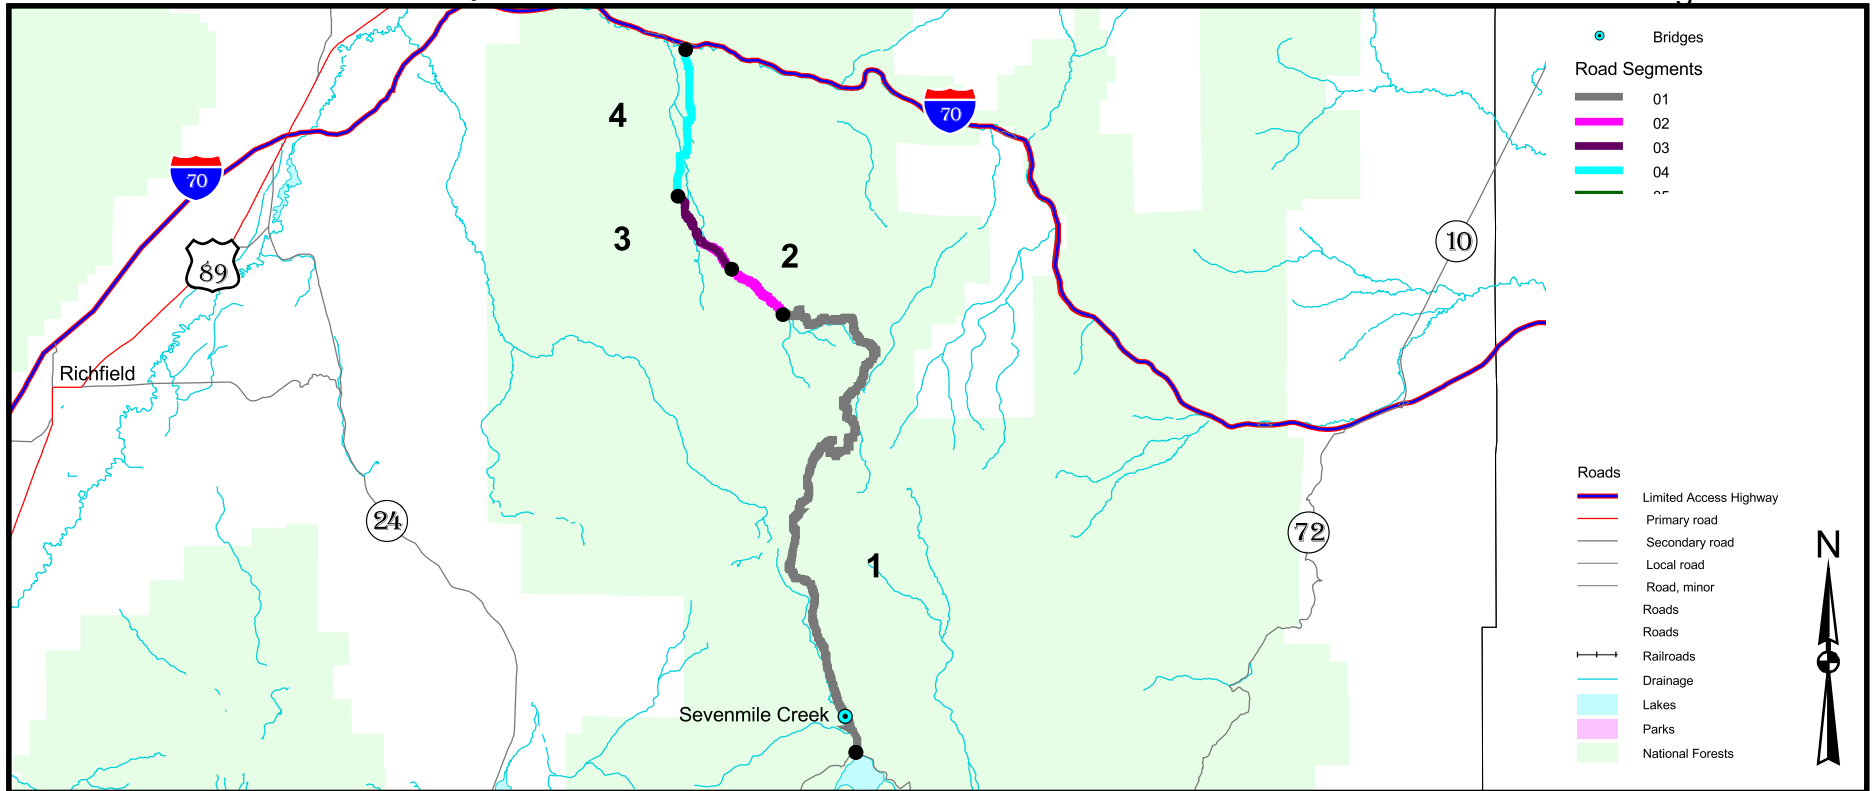 Bridges
Road Segments
01
02
03
04
4
70
70
3
2
10
89
Richfield
24
72
1
Sevenmile Creek
Roads
Limited Access Highway
Primary road
Secondary road
Local road
Road, minor
Roads
Roads
Railroads
Drainage
Lakes
Parks
National Forests
N